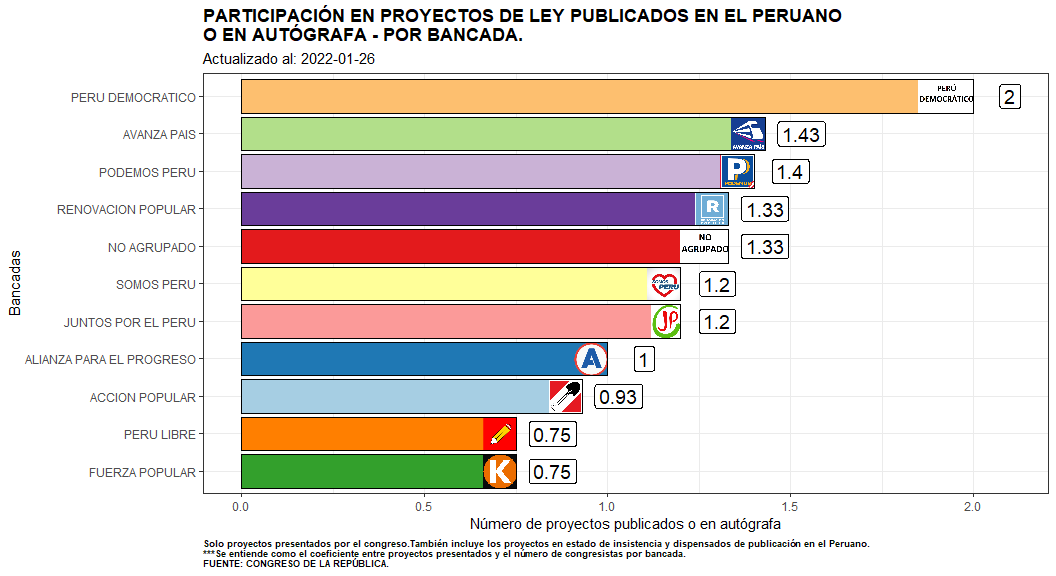 PARTICIPACIÓN EN PROYECTOS DE LEY PUBLICADOS EN EL PERUANO
O EN AUTÓGRAFA - POR BANCADA.
Actualizado al: 2022-01-26
Bancadas
PERU DEMOCRATICO
PERÚ
DEMOCRÁTICO
2
AVANZA PAIS
AVANZA PAÍS
1.43
PODEMOS PERU
P
PODEMOS
1.4
RENOVACION POPULAR
R
1.33
NO AGRUPADO
NO
AGRUPADO
1.33
SOMOS PERU
SOMOS
PERU
1.2
JUNTOS POR EL PERU
JP
1.2
ALIANZA PARA EL PROGRESO
A
1
ACCION POPULAR
0.93
PERU LIBRE
0.75
FUERZA POPULAR
K
0.75
0.0 0.5 1.0 1.5 2.0
Número de proyectos publicados o en autógrafa
Solo proyectos presentados por el congreso.También incluye los proyectos en estado de insistencia y dispensados de publicación en el Peruano.
***Se entiende como el coeficiente entre proyectos presentados y el número de congresistas por bancada.
FUENTE: CONGRESO DE LA REPÚBLICA.